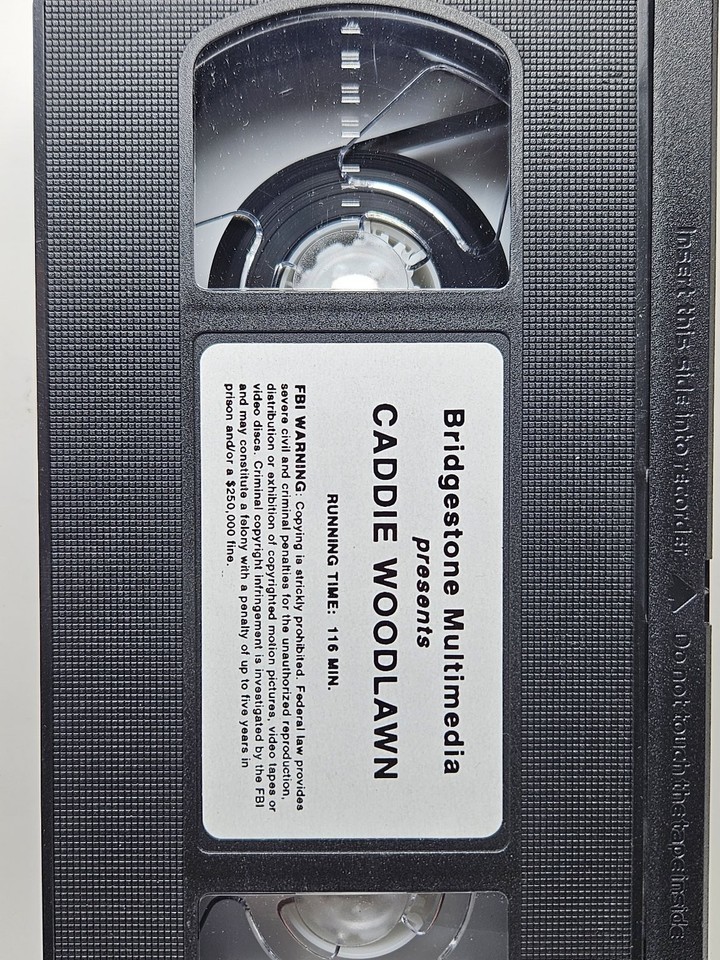 Bridgestone Multimedia
presents
CADDIE WOODLAWN
RUNNING TIME: 116 MIN.
FBI WARNING: Copying is strickly prohibited. Federal law provides
severe civil and criminal penalties for the unauthorized reproduction,
distribution or exhibition of copyrighted motion pictures, video tapes or
video discs. Criminal copyright infringement is investigated by the FBI
and may constitute a felony with a penalty of up to five years in
prison and/or a $250,000 fine.
Insert this side into recorder Do not touch the tape inside